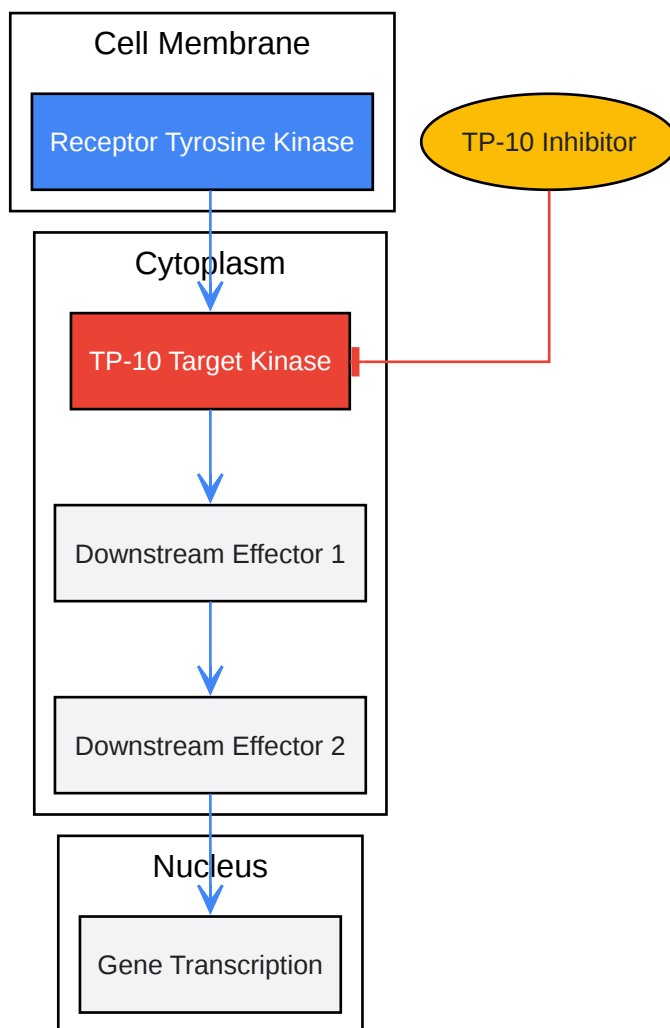 Cell Membrane
Receptor Tyrosine Kinase
TP-10 Inhibitor
Cytoplasm
TP-10 Target Kinase
Downstream Effector 1
Downstream Effector 2
Nucleus
Gene Transcription